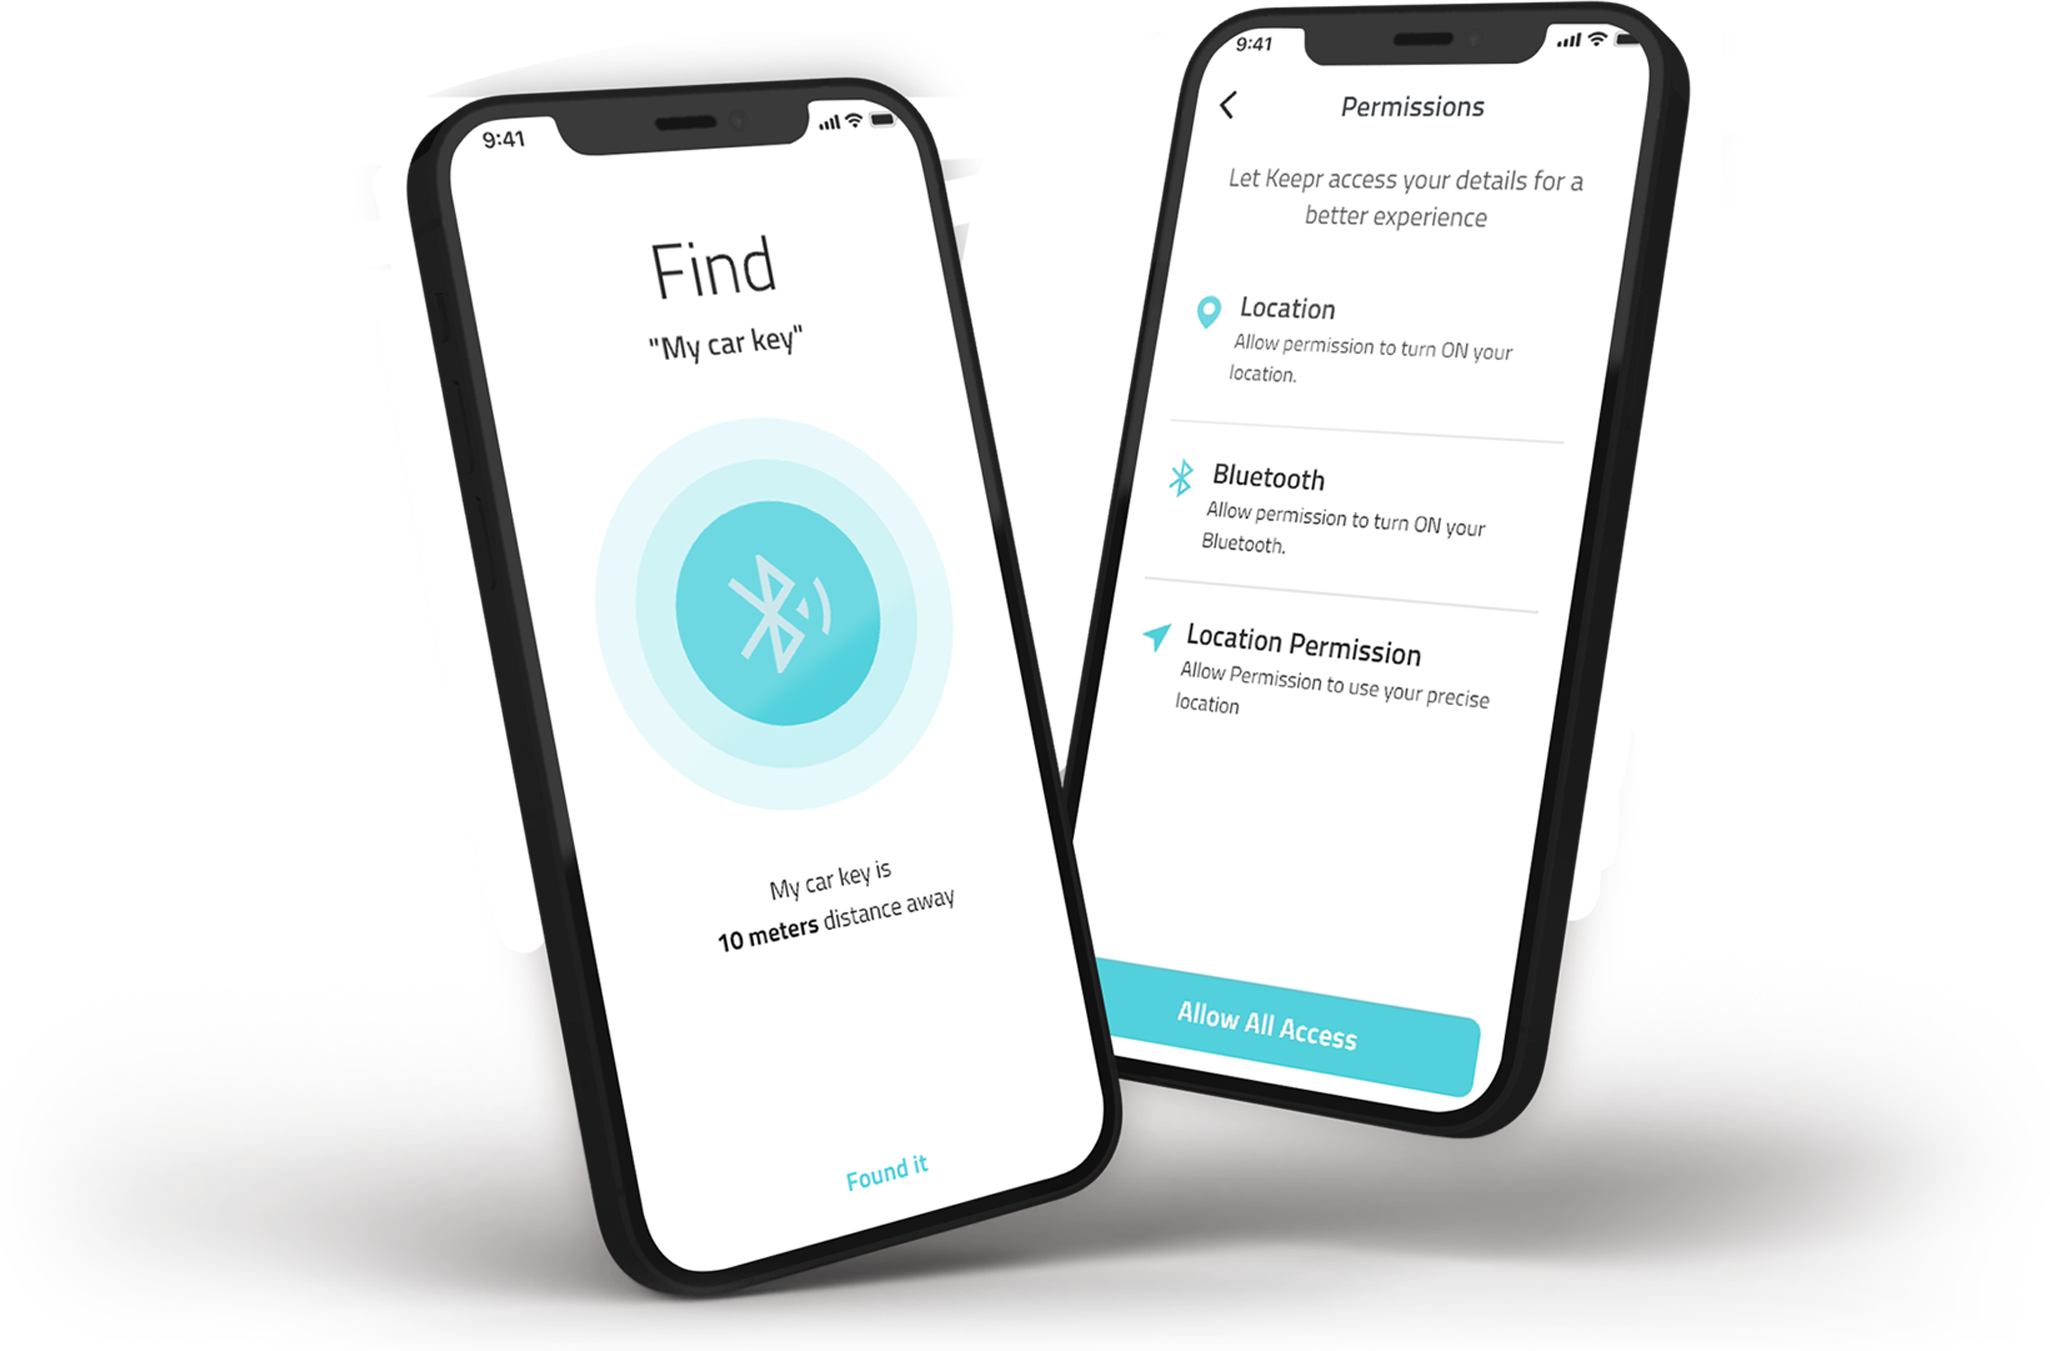 9:41
Find
"My car key"
My car key is
10 meters distance away
Found it
9:41
Permissions
Let Keepr access your details for a
better experience
Location
Allow permission to turn ON your
location.
Bluetooth
Allow permission to turn ON your
Bluetooth.
Location Permission
Allow Permission to use your precise
location
Allow All Access